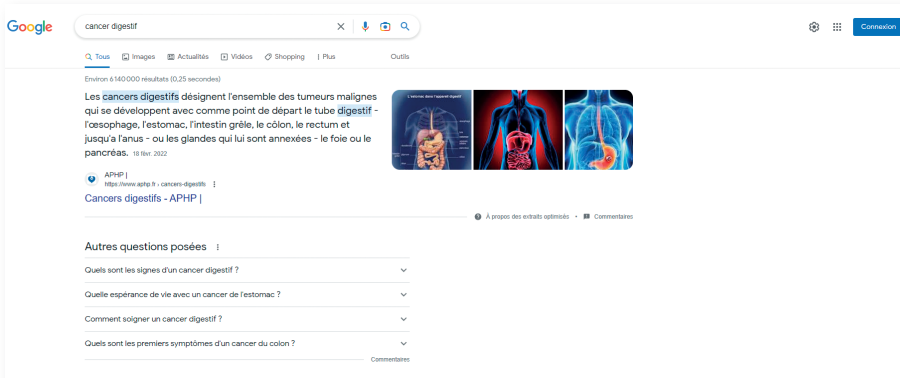 Google
cancer digestif
Connexion
Tous
Images
Actualités
Vidéos
Shopping
| Plus
Outils
Environ 6 140 000 résultats (0,25 secondes)
Les cancers digestifs désignent l'ensemble des tumeurs malignes
qui se développent avec comme point de départ le tube digestif -
l'œsophage, l'estomac, l'intestin grêle, le côlon, le rectum et
jusqu'a l'anus - ou les glandes qui lui sont annexées - le foie ou le
pancréas. 18 févr. 2022
L'estomac dans l'appareil digestif
APHP |
https://www.aphp.fr › cancers-digestifs
Cancers digestifs - APHP |
À propos des extraits optimisés • Commentaires
Autres questions posées
Quels sont les signes d'un cancer digestif ?
Quelle espérance de vie avec un cancer de l'estomac ?
Comment soigner un cancer digestif ?
Quels sont les premiers symptômes d'un cancer du colon ?
Commentaires